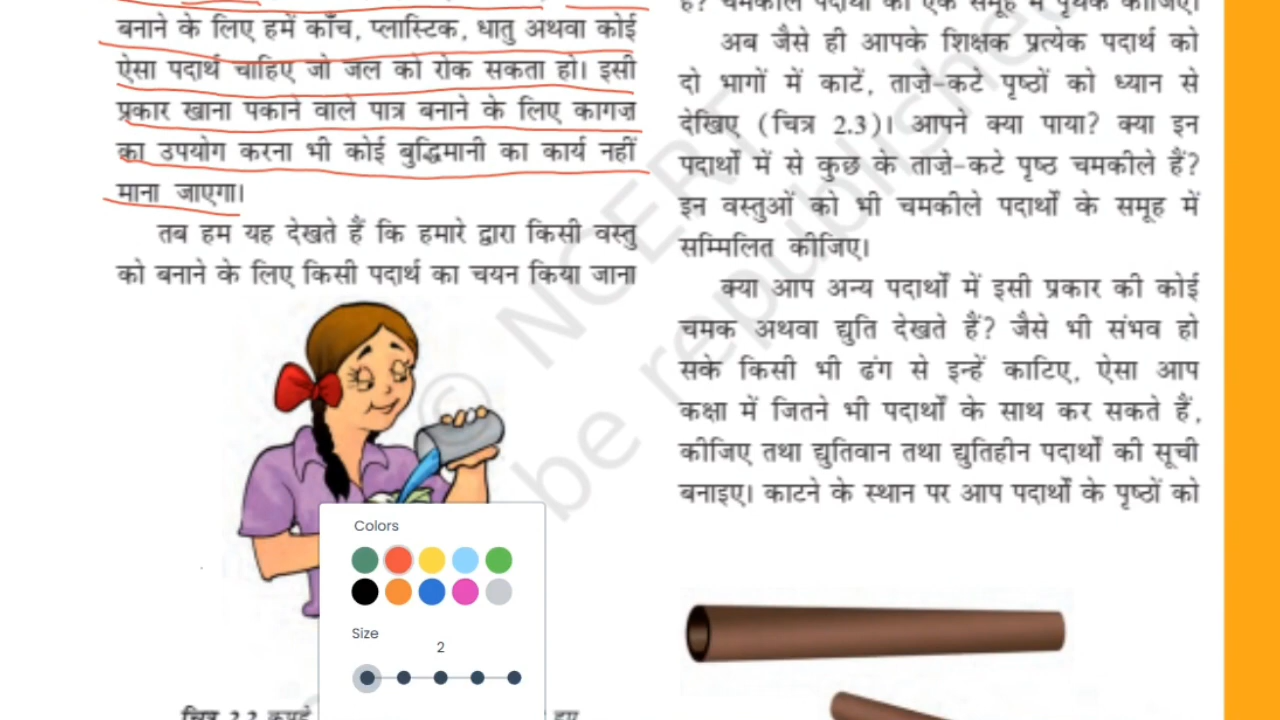 बनाने के लिए हमें काँच, प्लास्टिक, धातु अथवा कोई
ऐसा पदार्थ चाहिए जो जल को रोक सकता हो। इसी
प्रकार खाना पकाने वाले पात्र बनाने के लिए कागज़
का उपयोग करना भी कोई बुद्धिमानी का कार्य नहीं
माना जाएगा।
तब हम यह देखते हैं कि हमारे द्वारा किसी वस्तु
को बनाने के लिए किसी पदार्थ का चयन किया जाना
Colors
Size
2
चित्र 2.2 कपड़े
है? चमकीले पदार्थों को एक समूह में पृथक कीजिए।
अब जैसे ही आपके शिक्षक प्रत्येक पदार्थ को
दो भागों में काटें, ताज़े-कटे पृष्ठों को ध्यान से
देखिए (चित्र 2.3)। आपने क्या पाया? क्या इन
पदार्थों में से कुछ के ताज़े-कटे पृष्ठ चमकीले हैं?
इन वस्तुओं को भी चमकीले पदार्थों के समूह में
सम्मिलित कीजिए।
क्या आप अन्य पदार्थों में इसी प्रकार की कोई
चमक अथवा द्युति देखते हैं? जैसे भी संभव हो
सके किसी भी ढंग से इन्हें काटिए, ऐसा आप
कक्षा में जितने भी पदार्थों के साथ कर सकते हैं,
कीजिए तथा द्युतिवान तथा द्युतिहीन पदार्थों की सूची
बनाइए। काटने के स्थान पर आप पदार्थों के पृष्ठों को
© NCERT
be republished